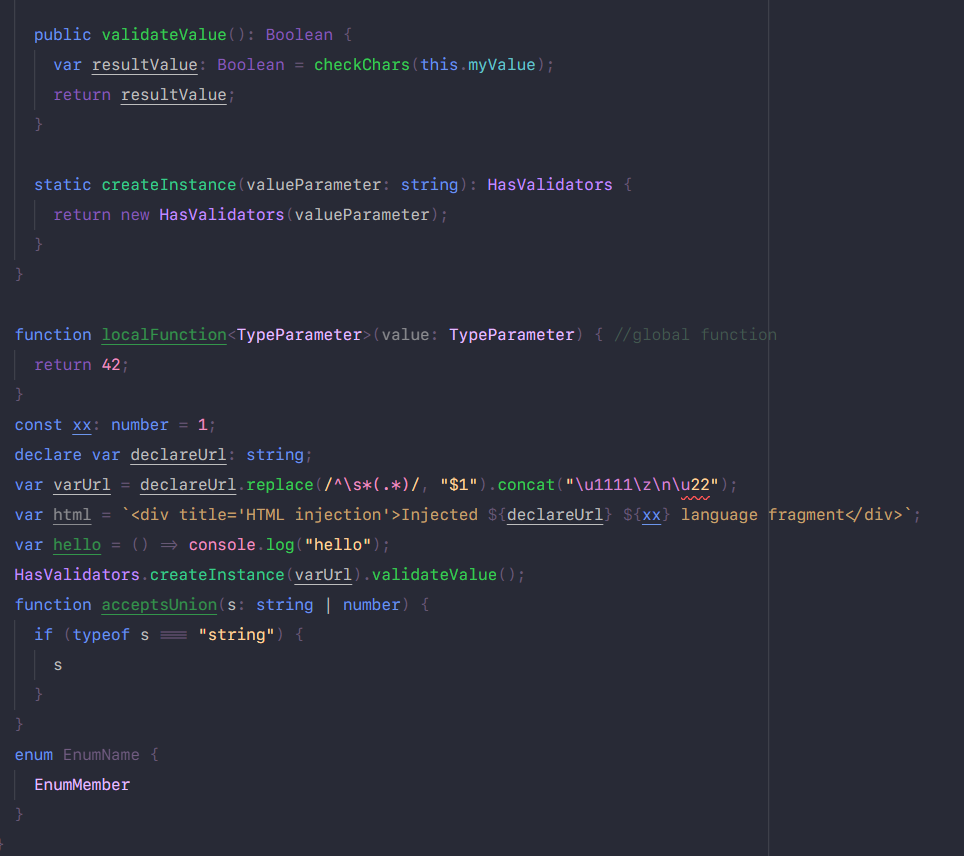 public validateValue(): Boolean {
var resultValue: Boolean = checkChars(this.myValue);
return resultValue;
}
static createInstance(valueParameter: string): HasValidators {
return new HasValidators(valueParameter);
}
}
function localFunction<TypeParameter>(value: TypeParameter) { //global function
return 42;
}
const xx: number = 1;
declare var declareUrl: string;
var varUrl = declareUrl.replace(/^\s*(.*)/, "$1").concat("\u1111\z\n\u22");
var html = `<div title='HTML injection'>Injected ${declareUrl} ${xx} language fragment</div>`;
var hello = () => console.log("hello");
HasValidators.createInstance(varUrl).validateValue();
function acceptsUnion(s: string | number) {
if (typeof s === "string") {
s
}
}
enum EnumName {
EnumMember
}
}